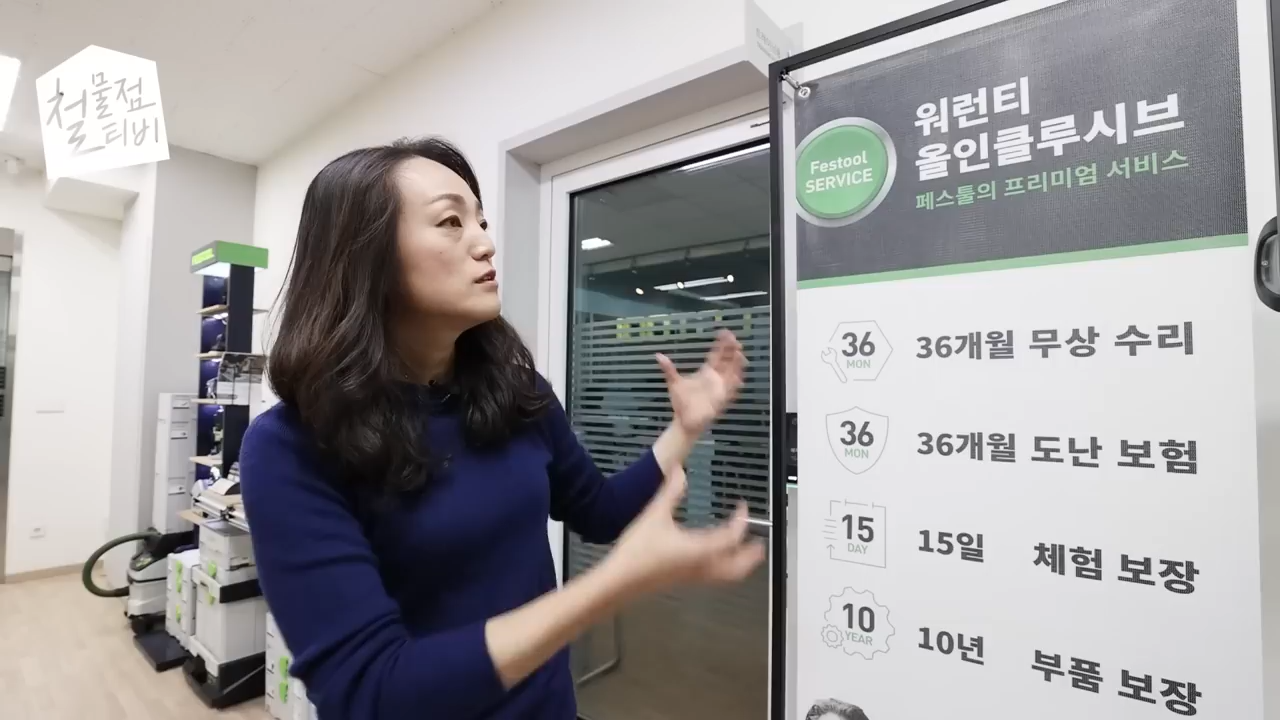 철물점
티비
Festool
SERVICE
워런티
올인클루시브
페스툴의 프리미엄 서비스
36
MON
36개월 무상 수리
36
MON
36개월 도난 보험
15
DAY
15일 체험 보장
10
YEAR
10년 부품 보장